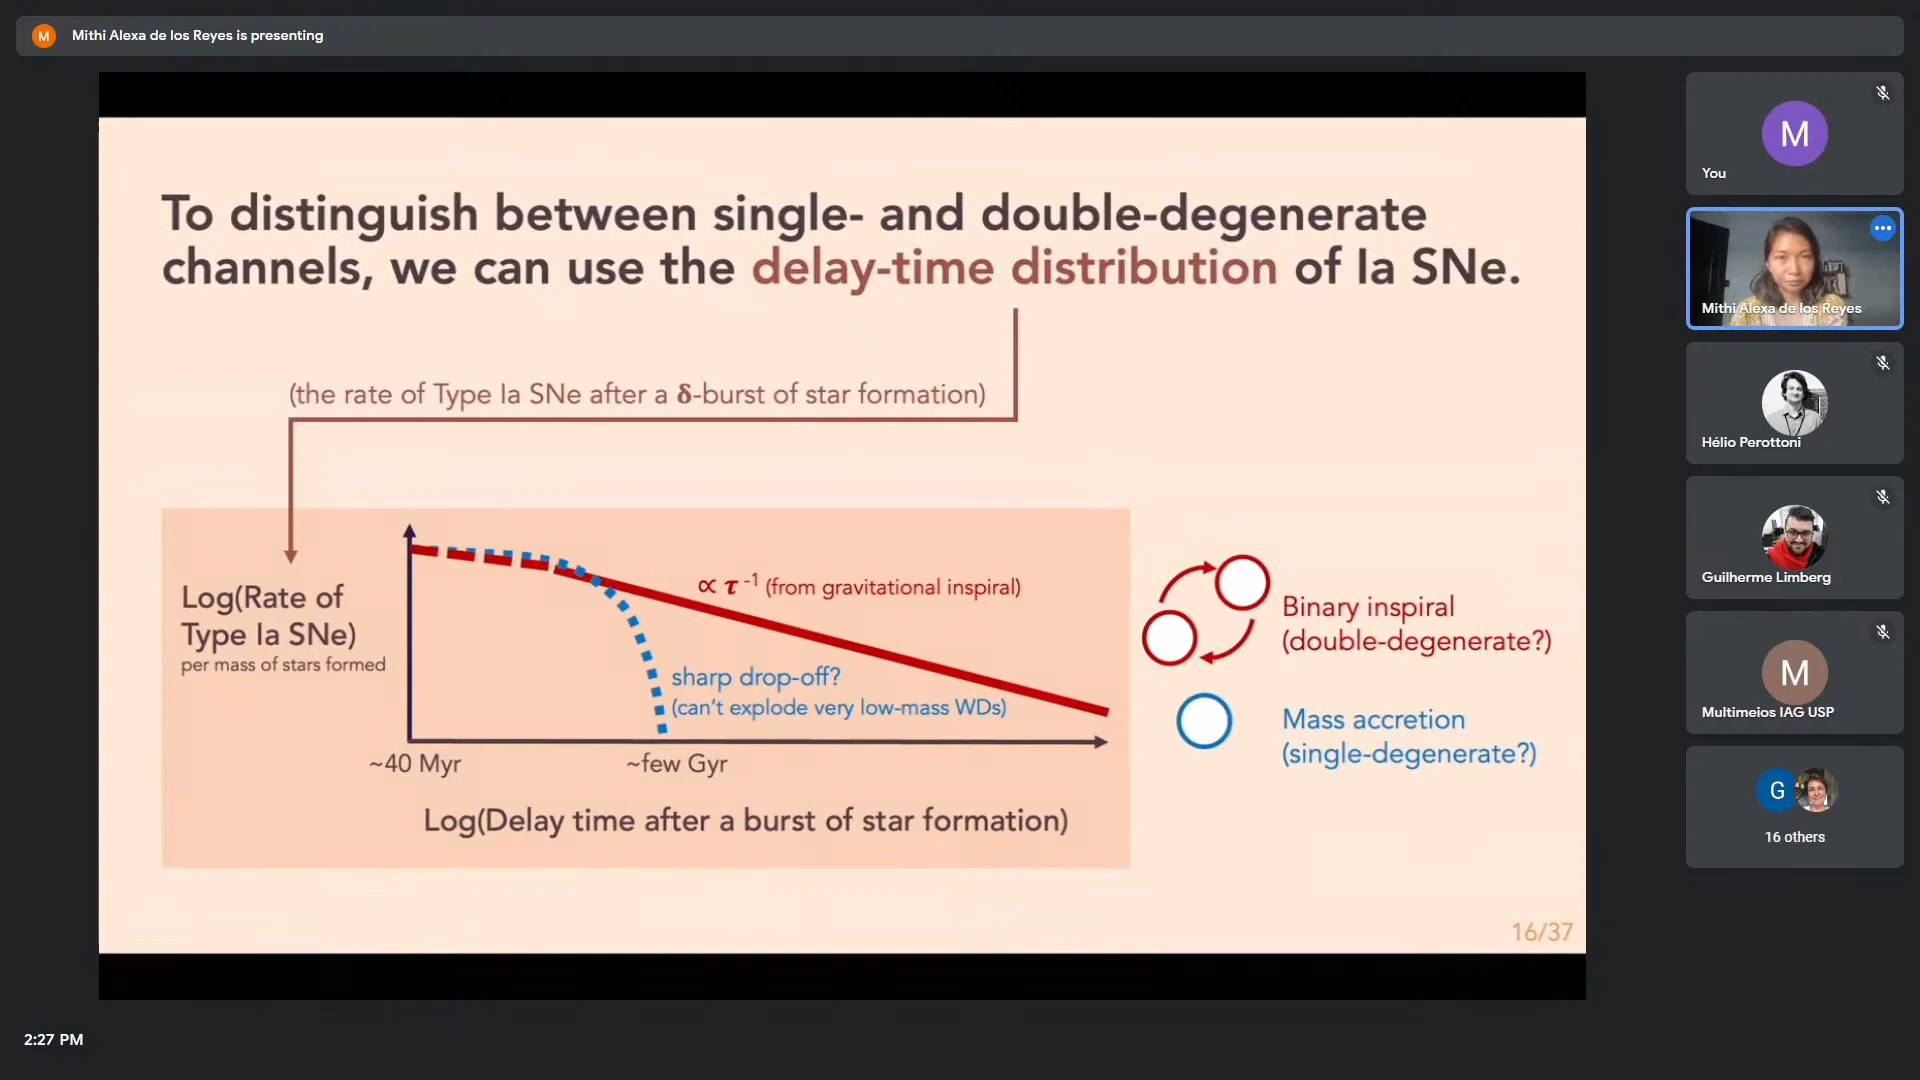 M
Mithi Alexa de los Reyes is presenting
To distinguish between single- and double-degenerate
channels, we can use the delay-time distribution of Ia SNe.
(the rate of Type Ia SNe after a δ-burst of star formation)
Log(Rate of
Type Ia SNe)
per mass of stars formed
∝ τ⁻¹ (from gravitational inspiral)
sharp drop-off?
(can't explode very low-mass WDs)
~40 Myr
~few Gyr
Log(Delay time after a burst of star formation)
Binary inspiral
(double-degenerate?)
Mass accretion
(single-degenerate?)
16/37
M
You
Mithi Alexa de los Reyes
Hélio Perottoni
Guilherme Limberg
M
Multimeios IAG USP
G
16 others
2:27 PM